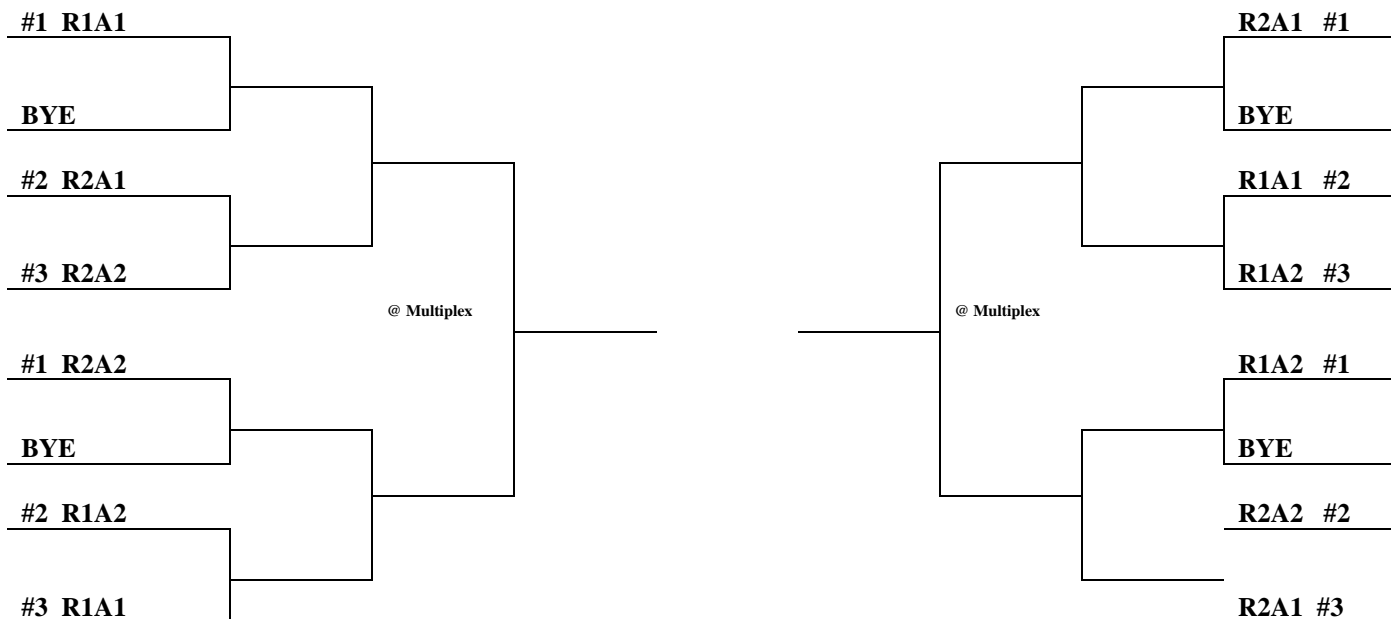 #1 R1A1
BYE
#2 R2A1
#3 R2A2
@ Multiplex
#1 R2A2
BYE
#2 R1A2
#3 R1A1
R2A1 #1
BYE
R1A1 #2
R1A2 #3
@ Multiplex
R1A2 #1
BYE
R2A2 #2
R2A1 #3